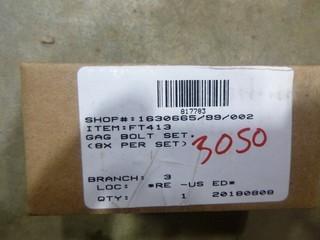 817783
SHOP#:1630665/99/002
ITEM:FT413
GAG BOLT SET.
(8X PER SET)
3050
BRANCH: 3
LOC: *RE -US ED*
QTY: 1 20180808